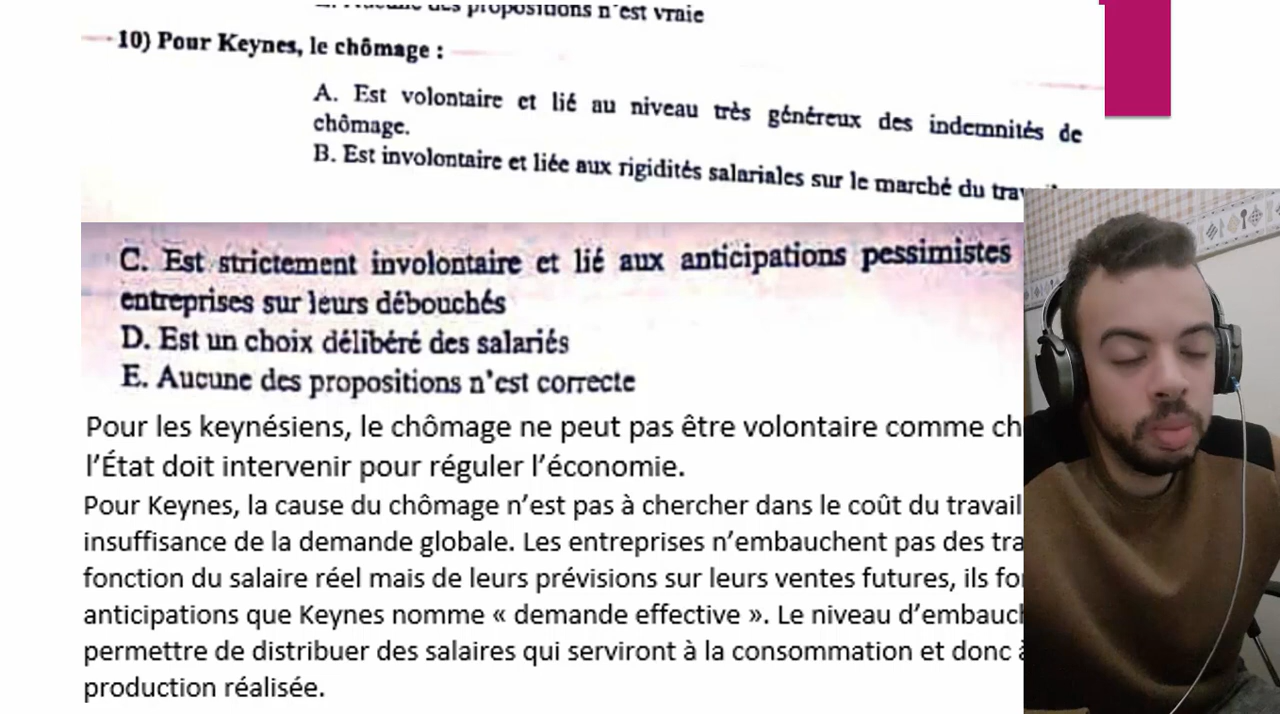 des propositions n'est vraie
10) Pour Keynes, le chômage :
A. Est volontaire et lié au niveau très généreux des indemnités de
chômage.
B. Est involontaire et liée aux rigidités salariales sur le marché du
C. Est strictement involontaire et lié aux anticipations pessimistes
entreprises sur leurs débouchés
D. Est un choix délibéré des salariés
E. Aucune des propositions n'est correcte
Pour les keynésiens, le chômage ne peut pas être volontaire comme
l'État doit intervenir pour réguler l'économie.
Pour Keynes, la cause du chômage n'est pas à chercher dans le coût du travail
insuffisance de la demande globale. Les entreprises n'embauchent pas des
fonction du salaire réel mais de leurs prévisions sur leurs ventes futures, ils
anticipations que Keynes nomme « demande effective ». Le niveau
permettre de distribuer des salaires qui serviront à la consommation et donc
production réalisée.